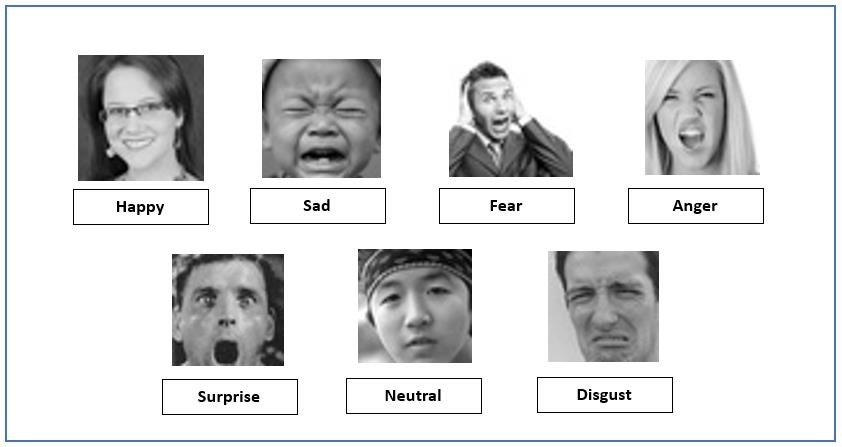 Happy
Sad
Fear
Anger
Surprise
Neutral
Disgust